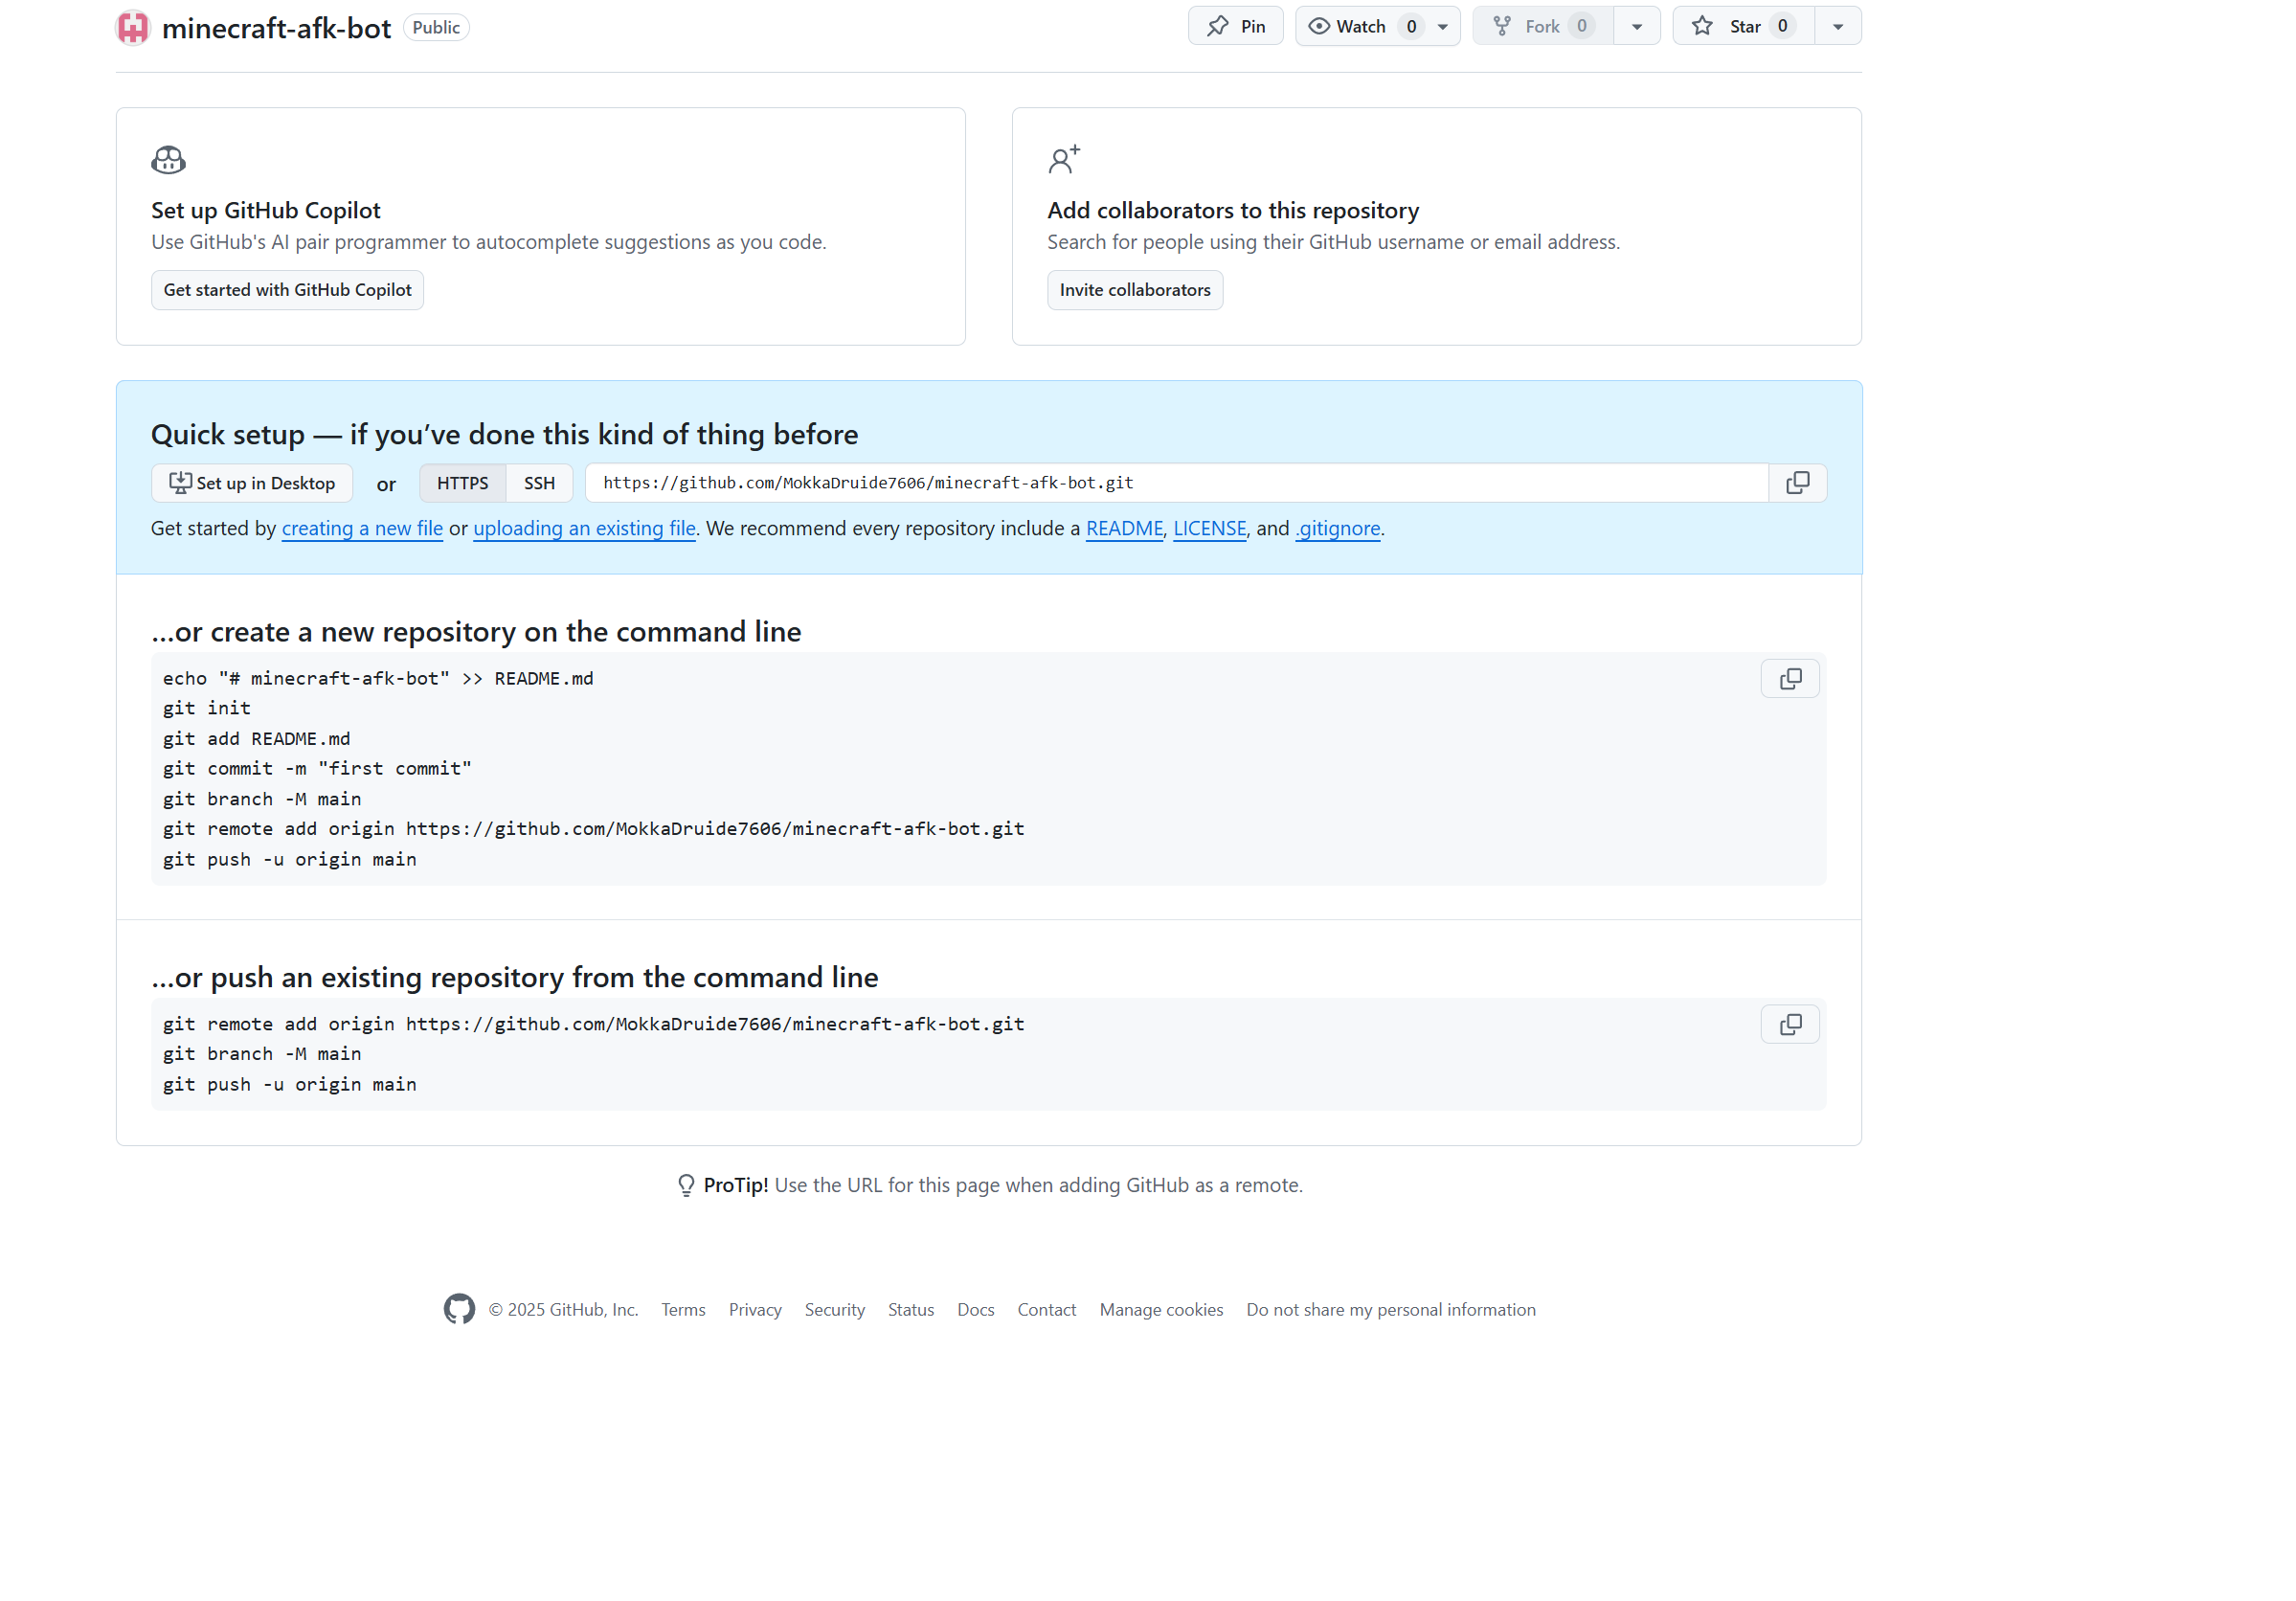 minecraft-afk-bot Public Pin Watch 0 Fork 0 Star 0
Set up GitHub Copilot
Use GitHub's AI pair programmer to autocomplete suggestions as you code.
Get started with GitHub Copilot
Add collaborators to this repository
Search for people using their GitHub username or email address.
Invite collaborators
Quick setup — if you’ve done this kind of thing before
Set up in Desktop or HTTPS SSH https://github.com/MokkaDruide7606/minecraft-afk-bot.git
Get started by creating a new file or uploading an existing file. We recommend every repository include a README, LICENSE, and .gitignore.
…or create a new repository on the command line
echo "# minecraft-afk-bot" >> README.md
git init
git add README.md
git commit -m "first commit"
git branch -M main
git remote add origin https://github.com/MokkaDruide7606/minecraft-afk-bot.git
git push -u origin main
…or push an existing repository from the command line
git remote add origin https://github.com/MokkaDruide7606/minecraft-afk-bot.git
git branch -M main
git push -u origin main
ProTip! Use the URL for this page when adding GitHub as a remote.
© 2025 GitHub, Inc. Terms Privacy Security Status Docs Contact Manage cookies Do not share my personal information